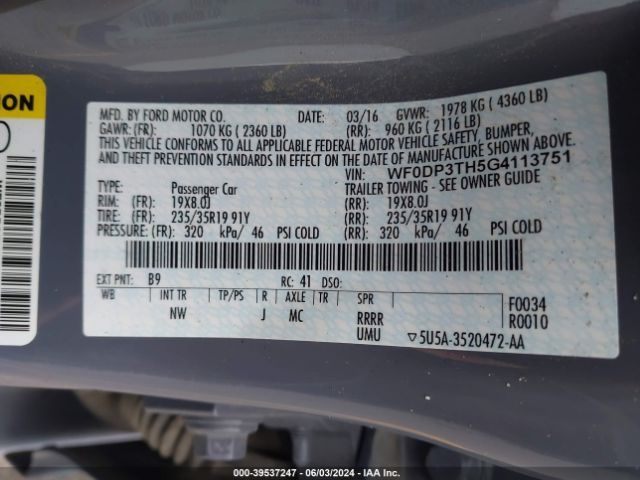 MFD. BY FORD MOTOR CO. DATE: 03/16 GVWR: 1978 KG ( 4360 LB)
GAWR: (FR): 1070 KG ( 2360 LB) (RR): 960 KG ( 2116 LB)
THIS VEHICLE CONFORMS TO ALL APPLICABLE FEDERAL MOTOR VEHICLE SAFETY, BUMPER,
AND THEFT PREVENTION STANDARDS IN EFFECT ON THE DATE OF MANUFACTURE SHOWN ABOVE.
VIN: WF0DP3TH5G4113751
TYPE: Passenger Car TRAILER TOWING - SEE OWNER GUIDE
RIM: (FR): 19X8.0J (RR): 19X8.0J
TIRE: (FR): 235/35R19 91Y (RR): 235/35R19 91Y
PRESSURE: (FR): 320 kPa/ 46 PSI COLD (RR): 320 kPa/ 46 PSI COLD
EXT PNT: B9 RC: 41 DSO:
WB INT TR TP/PS R AXLE TR SPR F0034
NW J MC RRRR R0010
UMU ▽5U5A-3520472-AA
000-39537247 - 06/03/2024 - IAA Inc.